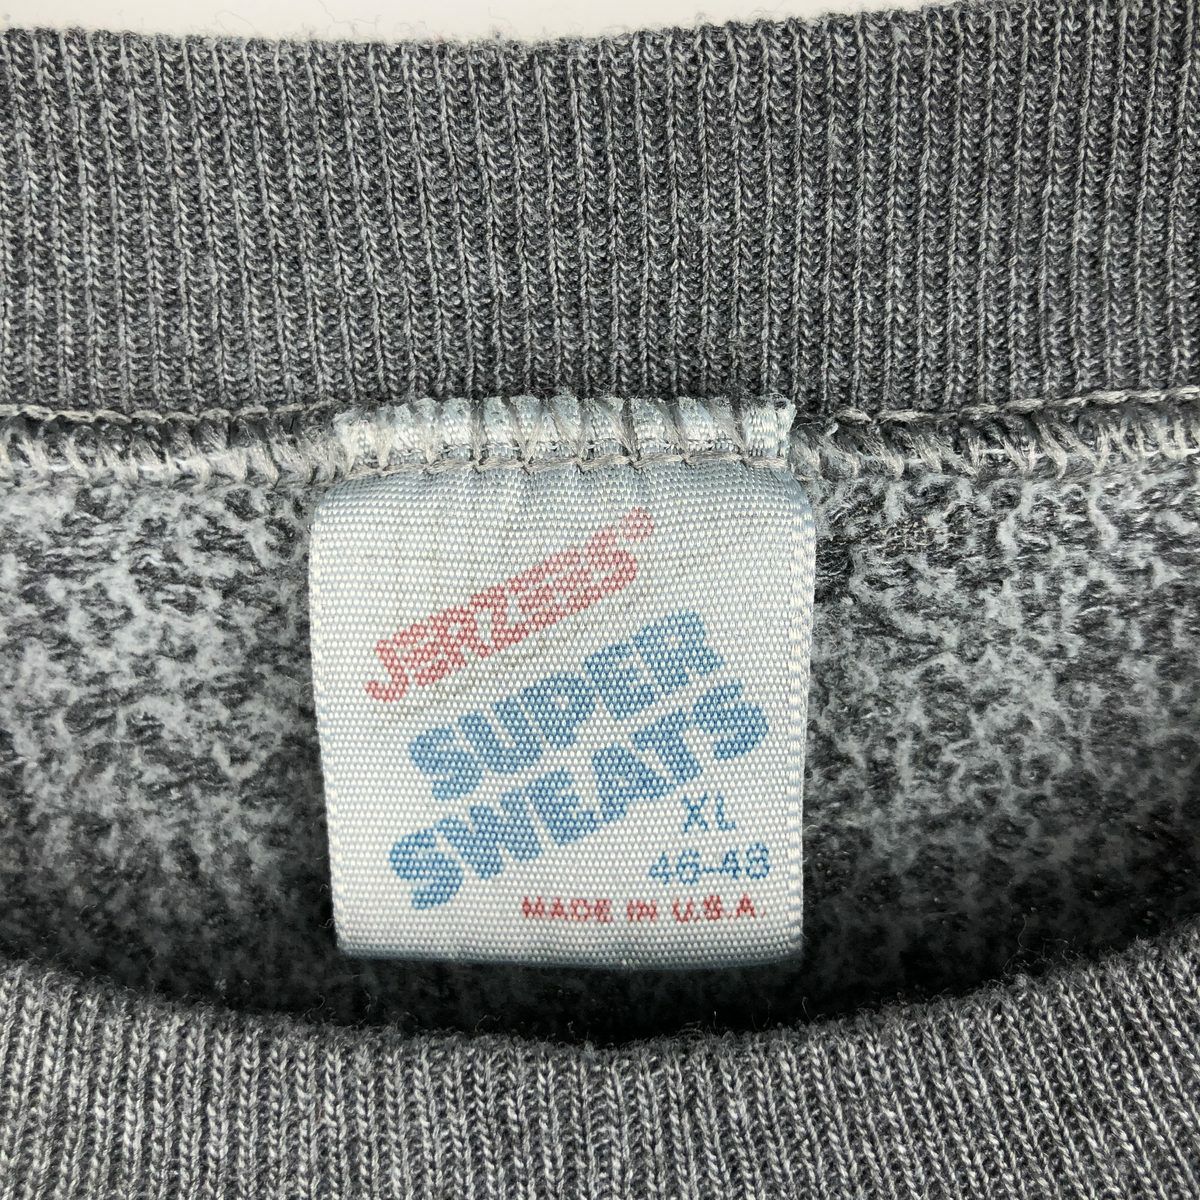 JERZEES®
SUPER
SWEATS
XL
46-48
MADE IN U.S.A.